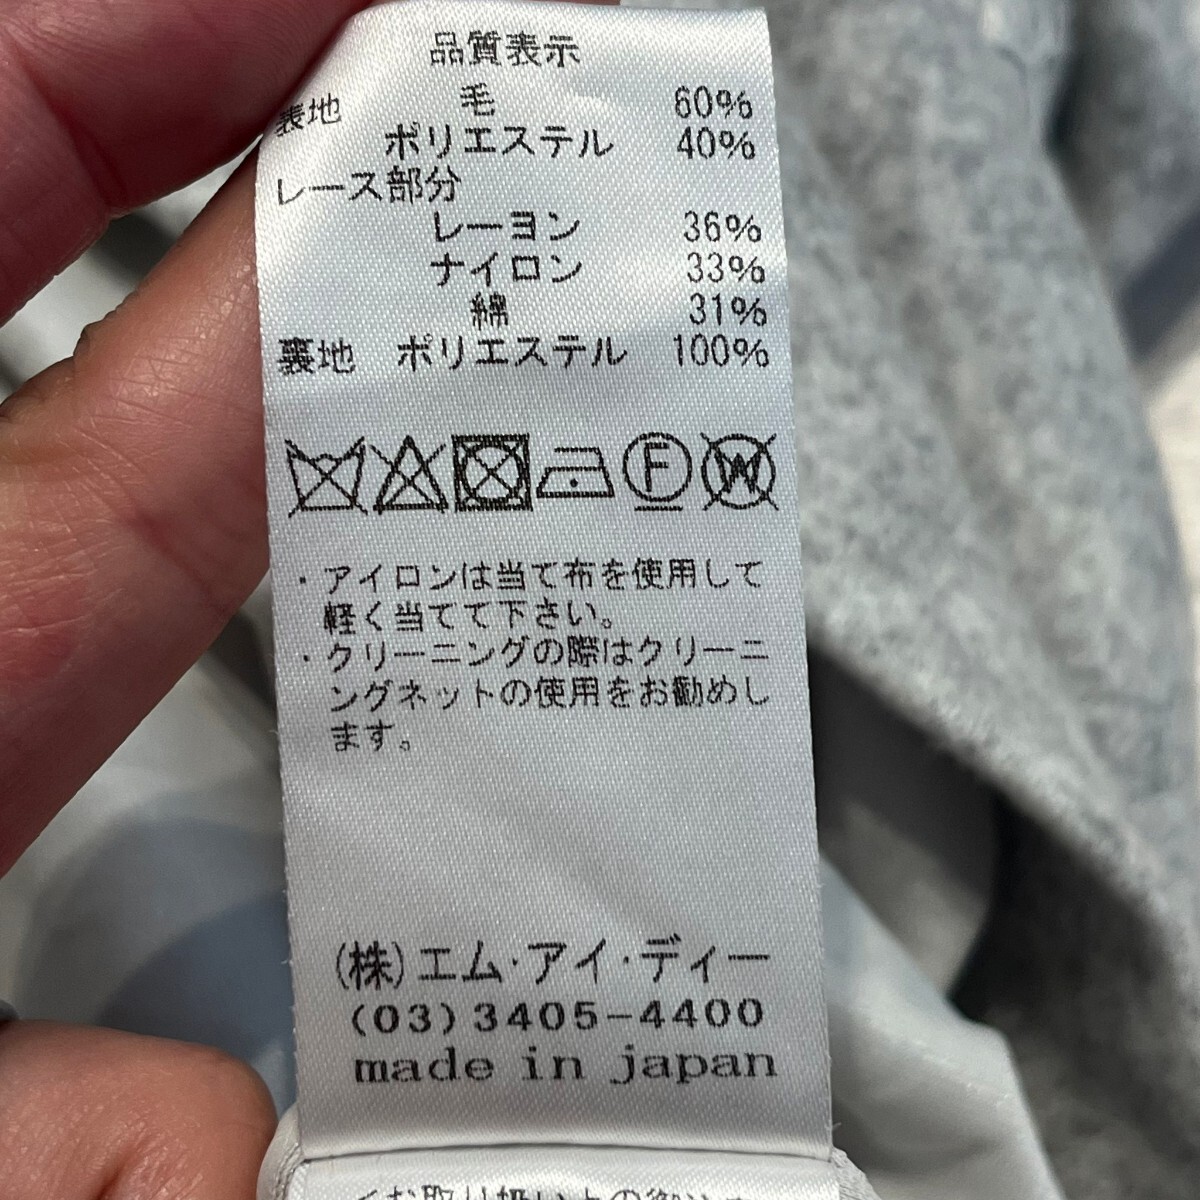 品質表示
表地 毛 60%
ポリエステル 40%
レース部分
レーヨン 36%
ナイロン 33%
綿 31%
裏地 ポリエステル 100%
F W
・アイロンは当て布を使用して
軽く当てて下さい。
・クリーニングの際はクリーニ
ングネットの使用をお勧めし
ます。
(株)エム・アイ・ディー
(03)3405-4400
made in japan